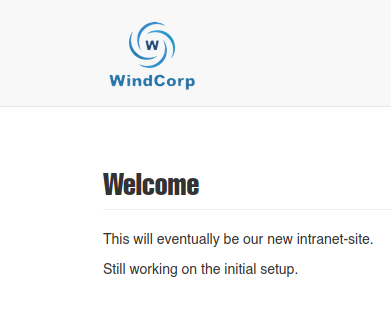 W
WindCorp
Welcome
This will eventually be our new intranet-site.
Still working on the initial setup.